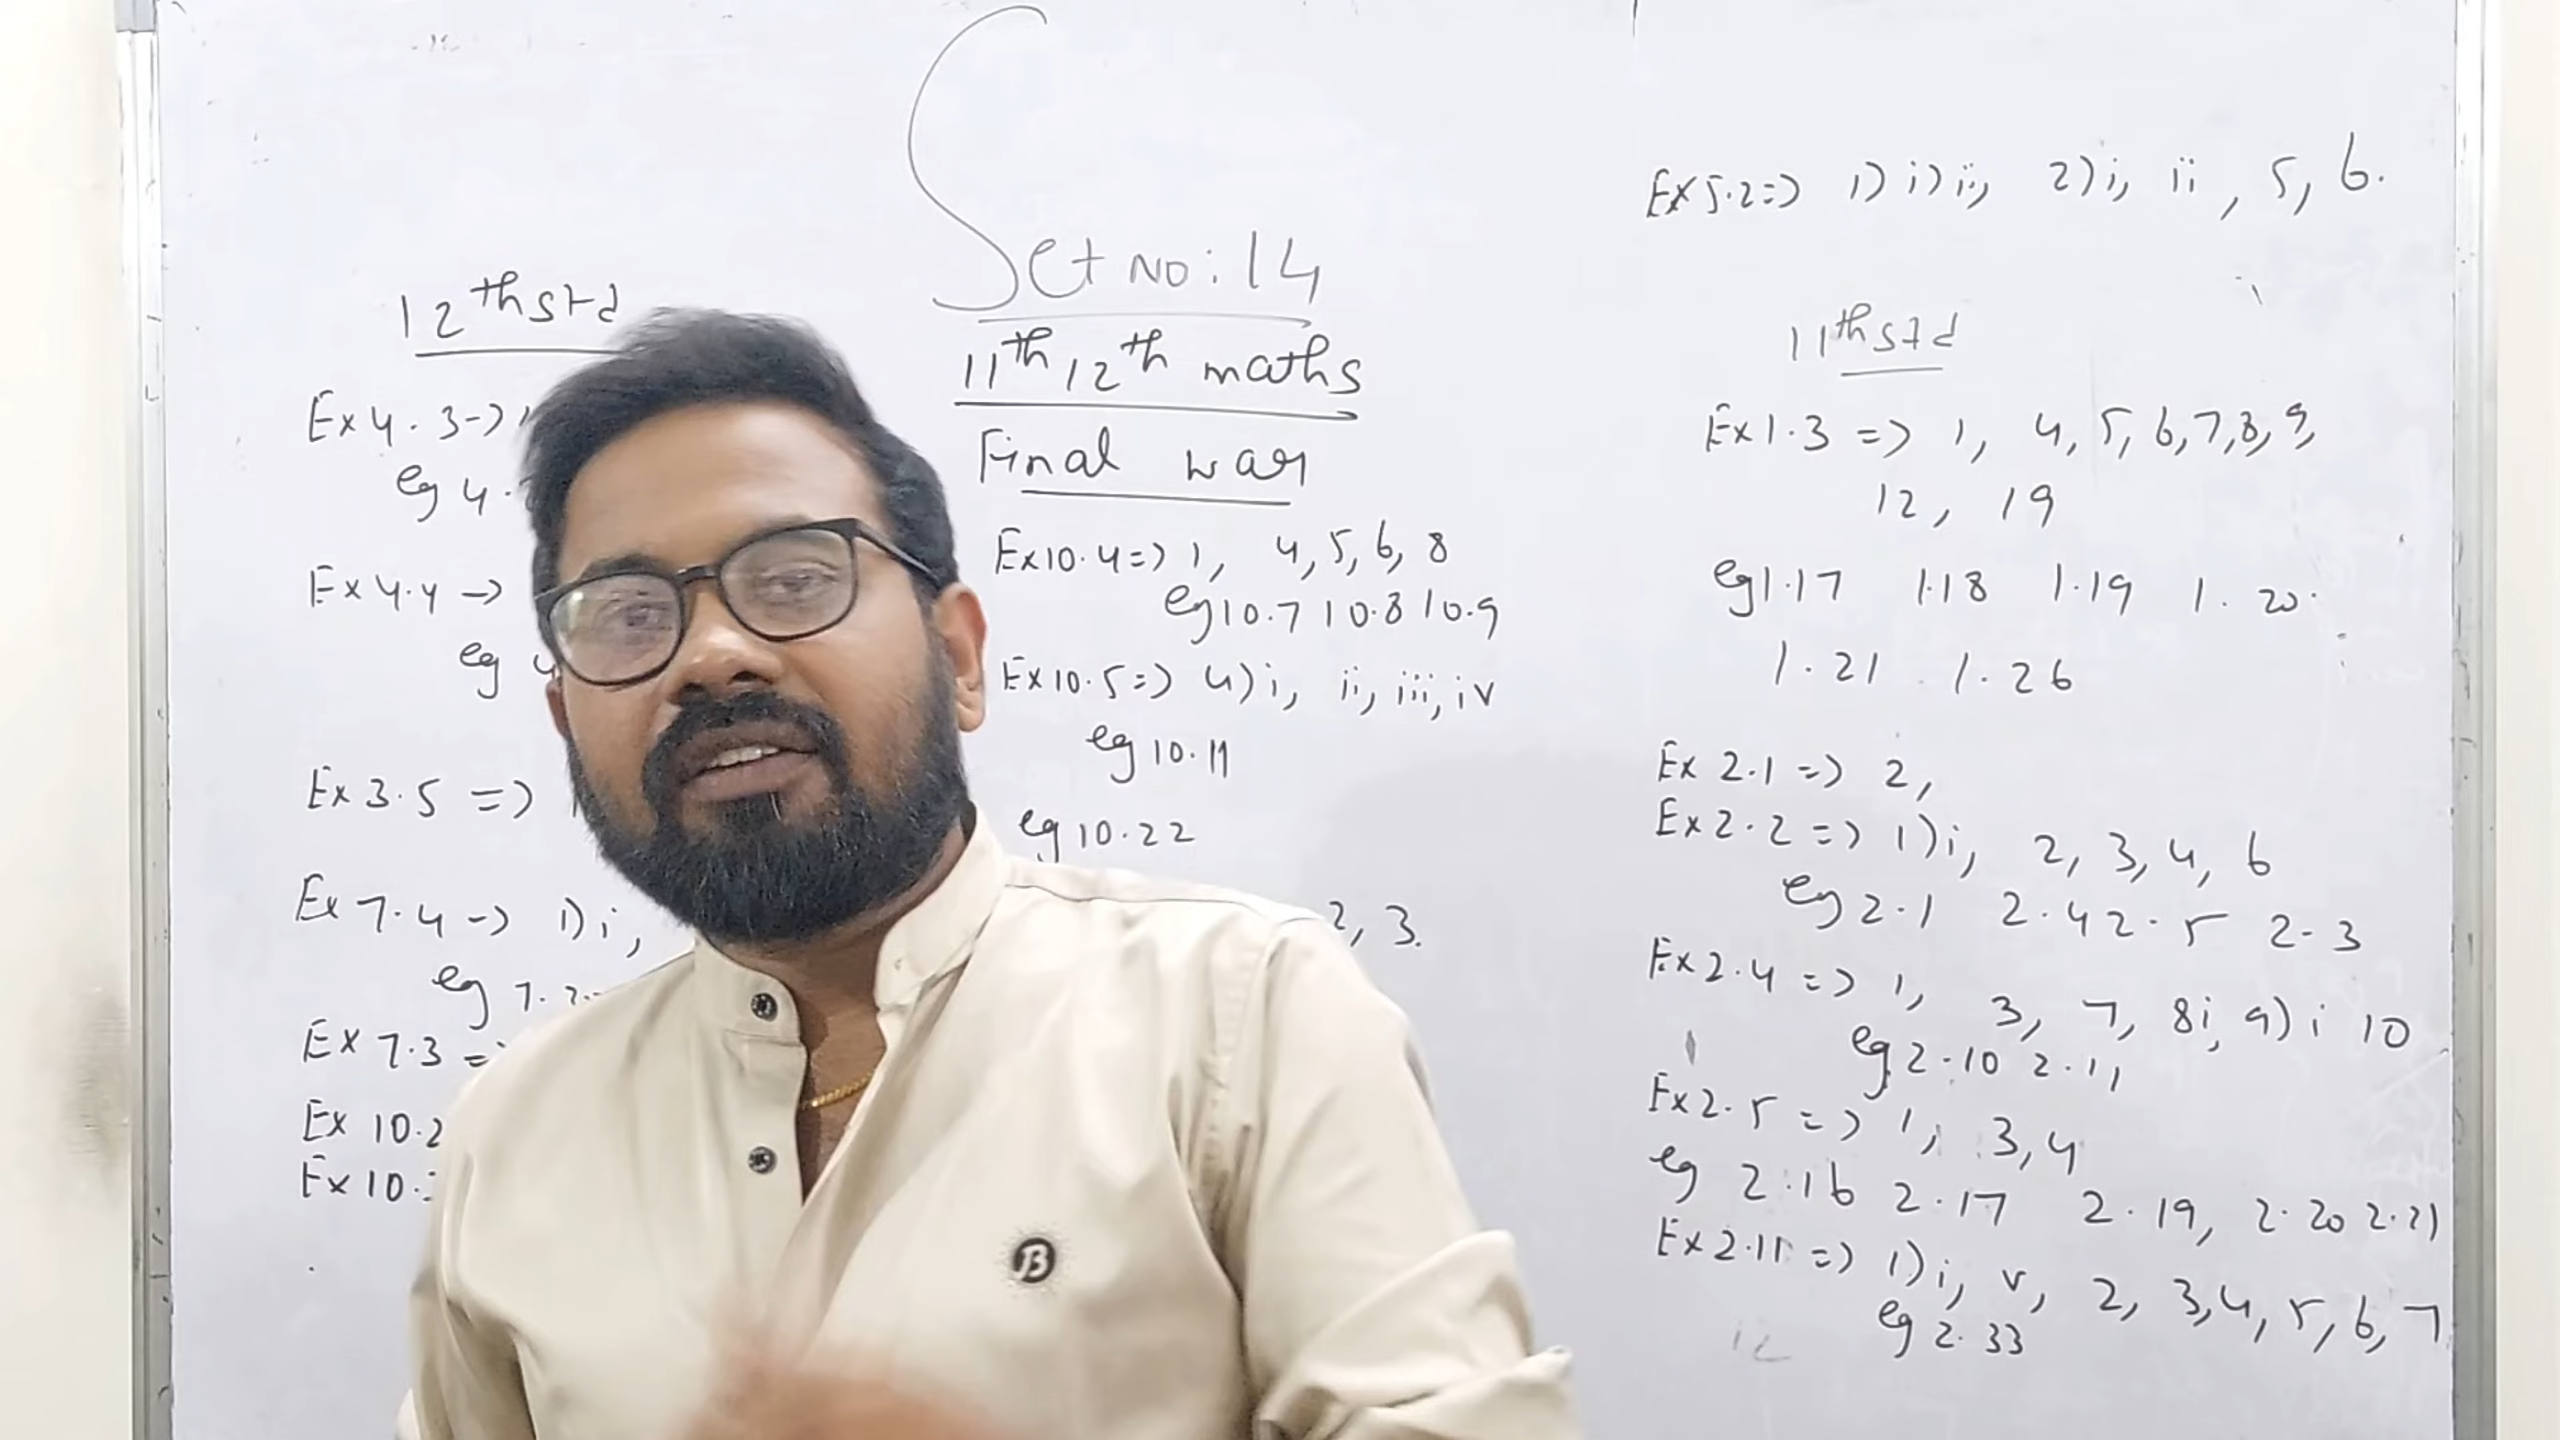 Set No: 14
11th 12th maths
Final war
12th std
Ex 4.3 ->
eg 4.
Ex 4.4 ->
eg
Ex 3.5 =>
Ex 7.4 -> 1) i,
eg 7.2
Ex 7.3 =
Ex 10.2
Ex 10.
Ex 10.4 => 1, 4, 5, 6, 8
eg 10.7 10.8 10.9
Ex 10.5 => 4) i, ii, iii, iv
eg 10.11
eg 10.22
2, 3.
Ex 5.2 => 1) i) ii, 2) i, ii, 5, 6.
11th std
Ex 1.3 => 1, 4, 5, 6, 7, 8, 9,
12, 19
eg 1.17 1.18 1.19 1.20.
1.21 1.26
Ex 2.1 => 2,
Ex 2.2 => 1) i, 2, 3, 4, 6
eg 2.1 2.4 2.5 2.3
Ex 2.4 => 1, 3, 7, 8i, 9) i 10
eg 2.10 2.11
Ex 2.5 => 1, 3, 4
eg 2.16 2.17 2.19, 2.20 2.21
Ex 2.11 => 1) i, v, 2, 3, 4, 5, 6, 7
eg 2.33
B